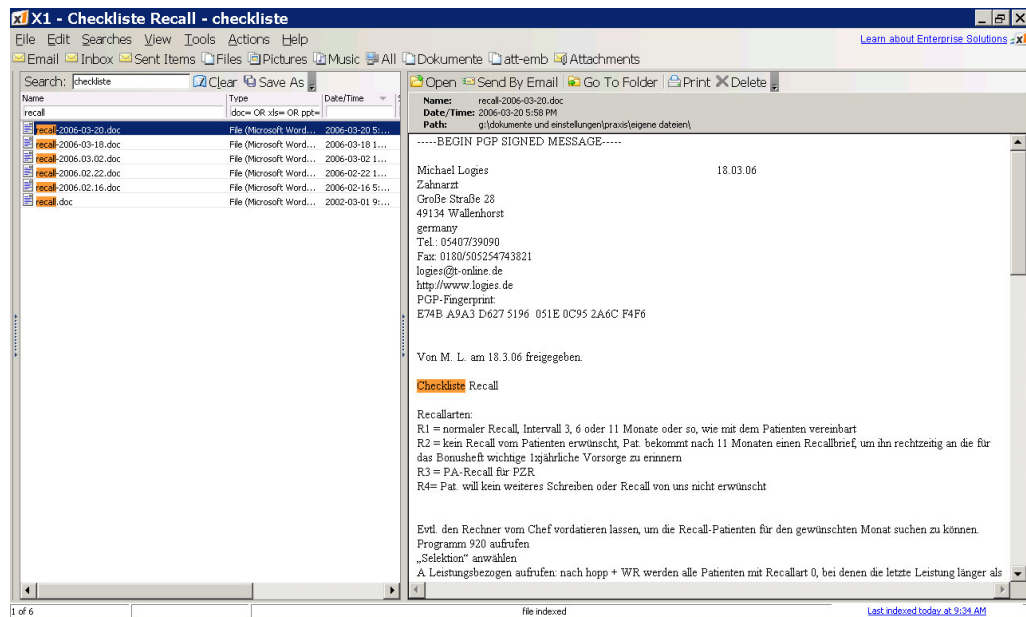 X1 - Checkliste Recall - checkliste
File Edit Searches View Tools Actions Help
Learn about Enterprise Solutions
Email Inbox Sent Items Files Pictures Music All Dokumente att-emb Attachments
Search: checkliste Clear Save As
Open Send By Email Go To Folder Print Delete
Name Type Date/Time
recall doc= OR xls= OR ppt=
recall-2006-03-20.doc File (Microsoft Word... 2006-03-20 5:...
recall-2006-03-18.doc File (Microsoft Word... 2006-03-18 1...
recall-2006.03.02.doc File (Microsoft Word... 2006-03-02 1...
recall-2006.02.22.doc File (Microsoft Word... 2006-02-22 1...
recall-2006.02.16.doc File (Microsoft Word... 2006-02-16 5:...
recall.doc File (Microsoft Word... 2002-03-01 9:...
Name: recall-2006-03-20.doc
Date/Time: 2006-03-20 5:58 PM
Path: g:\dokumente und einstellungen\praxis\eigene dateien\
-----BEGIN PGP SIGNED MESSAGE-----
Michael Logies 18.03.06
Zahnarzt
Große Straße 28
49134 Wallenhorst
germany
Tel.: 05407/39090
Fax: 0180/505254743821
logies@t-online.de
http://www.logies.de
PGP-Fingerprint:
E74B A9A3 D627 5196 051E 0C95 2A6C F4F6
Von M. L. am 18.3.06 freigegeben.
Checkliste Recall
Recallarten:
R1 = normaler Recall, Intervall 3, 6 oder 11 Monate oder so, wie mit dem Patienten vereinbart
R2 = kein Recall vom Patienten erwünscht, Pat. bekommt nach 11 Monaten einen Recallbrief, um ihn rechtzeitig an die für
das Bonusheft wichtige 1xjährliche Vorsorge zu erinnern
R3 = PA-Recall für PZR
R4= Pat. will kein weiteres Schreiben oder Recall von uns nicht erwünscht
Evtl. den Rechner vom Chef vordatieren lassen, um die Recall-Patienten für den gewünschten Monat suchen zu können.
Programm 920 aufrufen
„Selektion“ anwählen
A Leistungsbezogen aufrufen: nach hopp + WR werden alle Patienten mit Recallart 0, bei denen die letzte Leistung länger als
1 of 6 file indexed Last indexed today at 9:34 AM